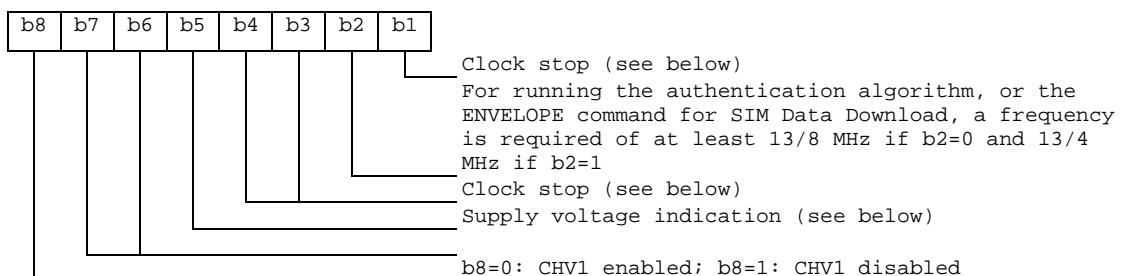 b8 b7 b6 b5 b4 b3 b2 b1
Clock stop (see below)
For running the authentication algorithm, or the
ENVELOPE command for SIM Data Download, a frequency
is required of at least 13/8 MHz if b2=0 and 13/4
MHz if b2=1
Clock stop (see below)
Supply voltage indication (see below)
b8=0: CHV1 enabled; b8=1: CHV1 disabled